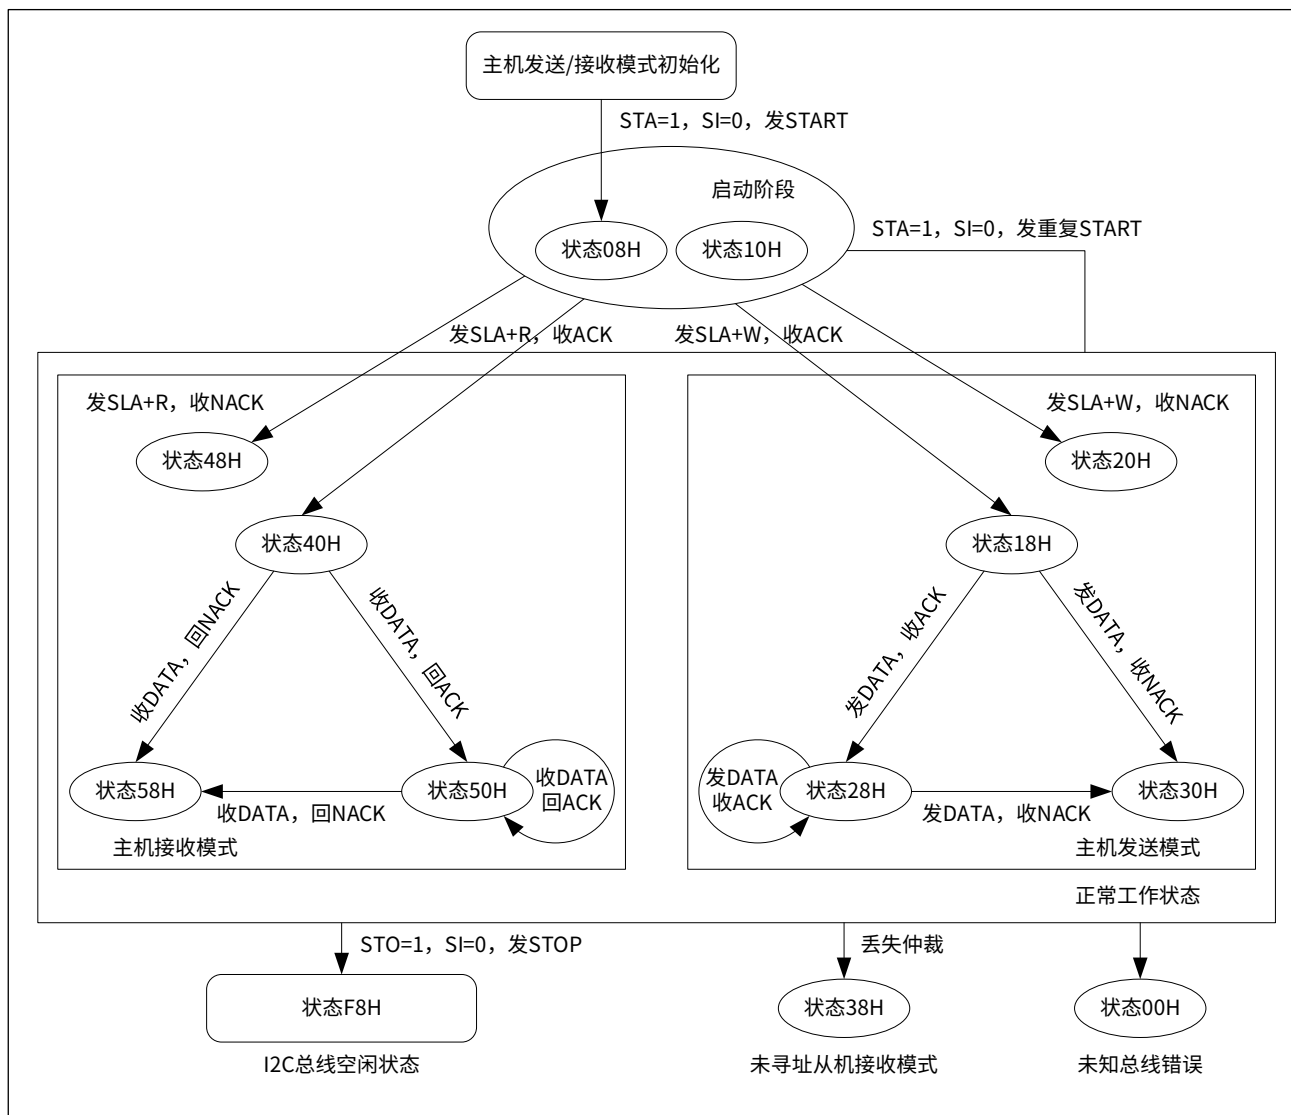 主机发送/接收模式初始化
STA=1，SI=0，发START
启动阶段
状态08H
状态10H
STA=1，SI=0，发重复START
发SLA+R，收ACK
发SLA+W，收ACK
发SLA+R，收NACK
发SLA+W，收NACK
状态48H
状态20H
状态40H
状态18H
收DATA，回NACK
收DATA，回ACK
发DATA，收ACK
发DATA，收NACK
状态58H
状态50H
收DATA
回ACK
发DATA
收ACK
状态28H
状态30H
收DATA，回NACK
发DATA，收NACK
主机接收模式
主机发送模式
正常工作状态
STO=1，SI=0，发STOP
丢失仲裁
状态F8H
状态38H
状态00H
I2C总线空闲状态
未寻址从机接收模式
未知总线错误